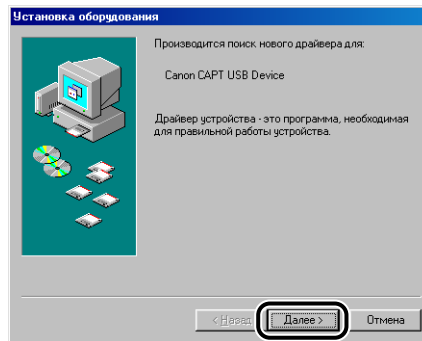 Установка оборудования
Производится поиск нового драйвера для:
Canon CAPT USB Device
Драйвер устройства - это программа, необходимая
для правильной работы устройства.
< Назад
Далее >
Отмена